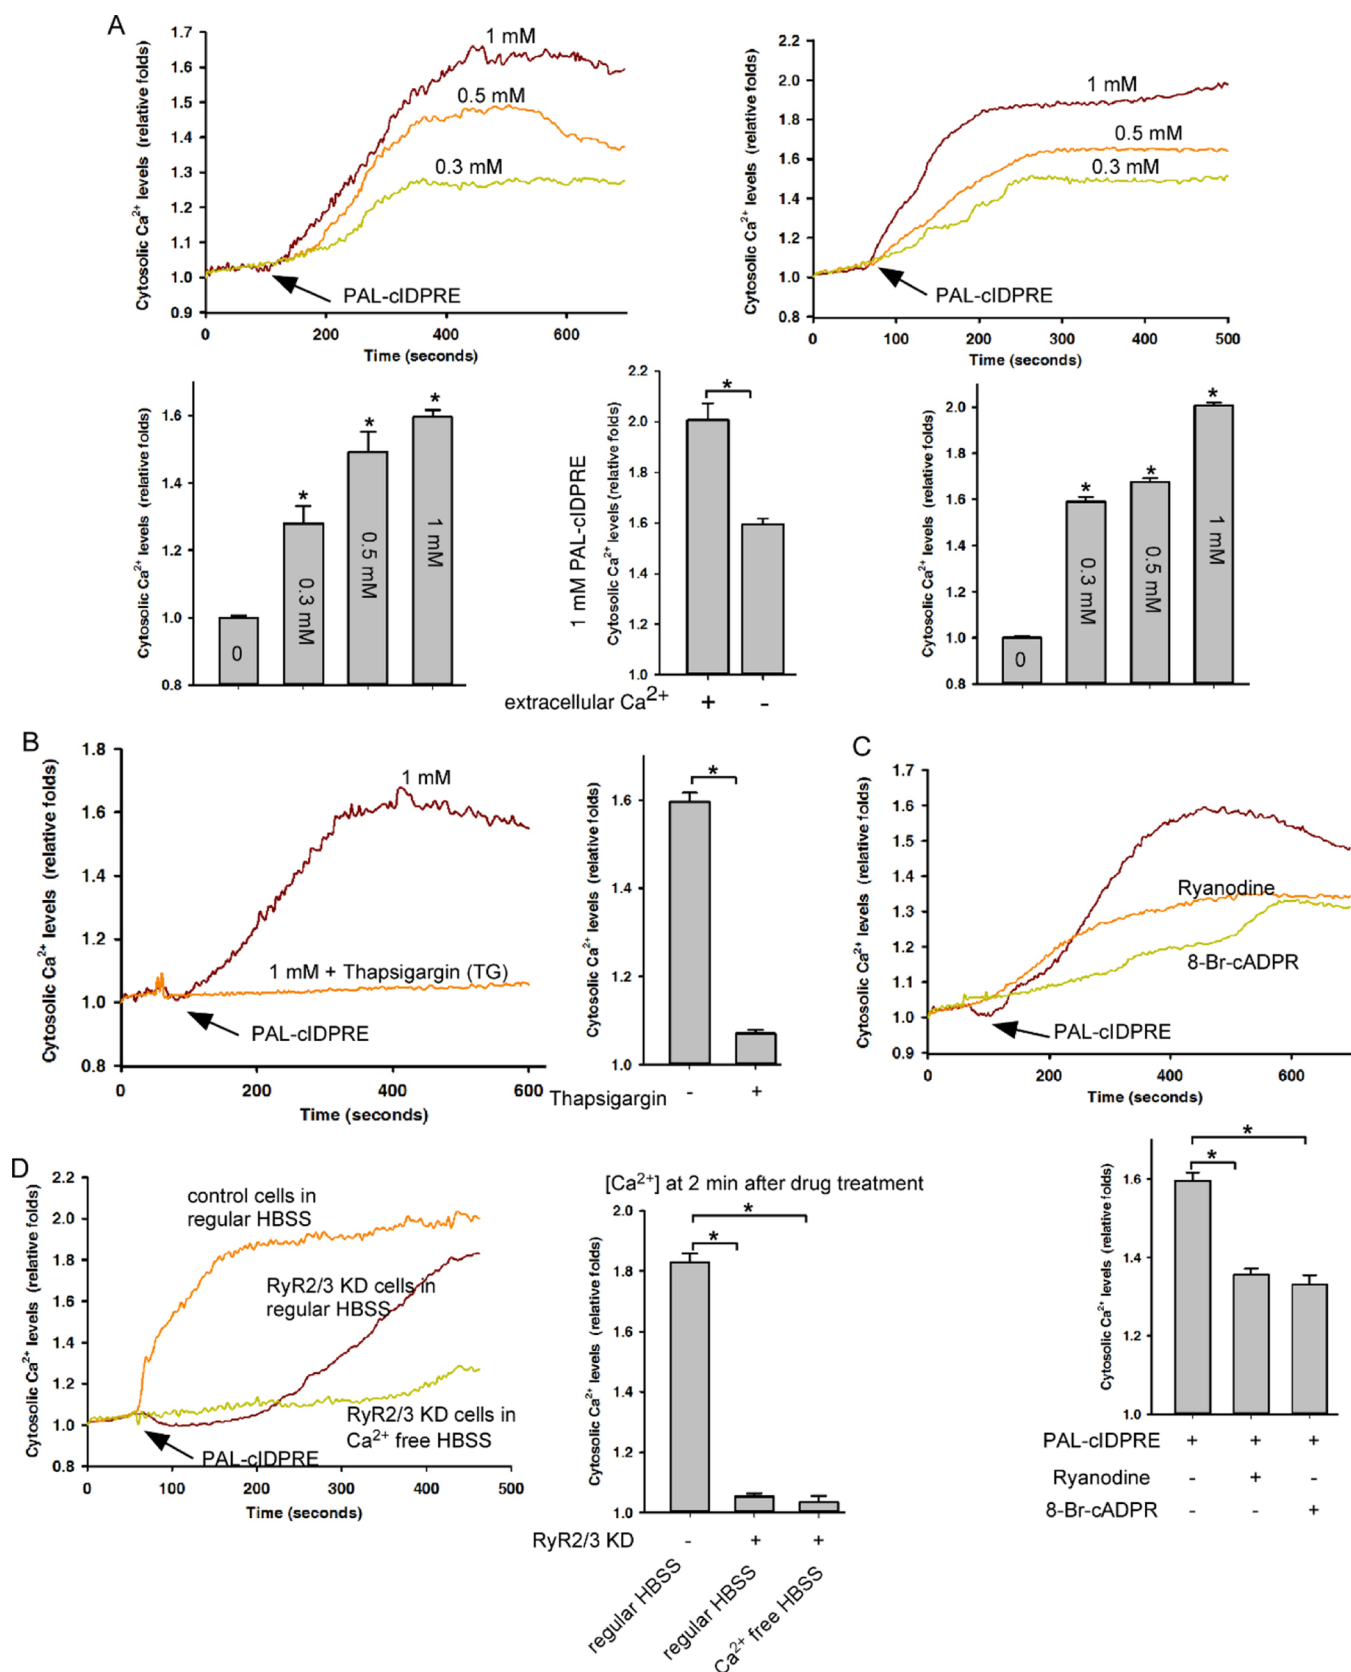 A
Cytosolic Ca2+ levels (relative folds)
1.7
1.6
1.5
1.4
1.3
1.2
1.1
1.0
0.9
1 mM
0.5 mM
0.3 mM
PAL-cIDPRE
0 200 400 600
Time (seconds)
Cytosolic Ca2+ levels (relative folds)
2.2
2.0
1.8
1.6
1.4
1.2
1.0
0.8
1 mM
0.5 mM
0.3 mM
PAL-cIDPRE
0 100 200 300 400 500
Time (seconds)
Cytosolic Ca2+ levels (relative folds)
1.6
1.4
1.2
1.0
0.8
0
0.3 mM
0.5 mM
1 mM
* * *
1 mM PAL-cIDPRE
Cytosolic Ca2+ levels (relative folds)
2.2
2.0
1.8
1.6
1.4
1.2
1.0
*
extracellular Ca2+ + -
Cytosolic Ca2+ levels (relative folds)
2.0
1.8
1.6
1.4
1.2
1.0
0.8
0
0.3 mM
0.5 mM
1 mM
* * *
B
Cytosolic Ca2+ levels (relative folds)
1.8
1.6
1.4
1.2
1.0
0.8
1 mM
1 mM + Thapsigargin (TG)
PAL-cIDPRE
0 200 400 600
Time (seconds)
Cytosolic Ca2+ levels (relative folds)
1.6
1.4
1.2
1.0
*
Thapsigargin - +
C
Cytosolic Ca2+ levels (relative folds)
1.7
1.6
1.5
1.4
1.3
1.2
1.1
1.0
0.9
Ryanodine
8-Br-cADPR
PAL-cIDPRE
0 200 400 600
Time (seconds)
Cytosolic Ca2+ levels (relative folds)
1.6
1.4
1.2
1.0
* *
PAL-cIDPRE + + +
Ryanodine - + -
8-Br-cADPR - - +
D
Cytosolic Ca2+ levels (relative folds)
2.2
2.0
1.8
1.6
1.4
1.2
1.0
0.8
control cells in
regular HBSS
RyR2/3 KD cells in
regular HBSS
RyR2/3 KD cells in
Ca2+ free HBSS
PAL-cIDPRE
0 100 200 300 400 500
Time (seconds)
[Ca2+] at 2 min after drug treatment
Cytosolic Ca2+ levels (relative folds)
2.0
1.8
1.6
1.4
1.2
1.0
* *
RyR2/3 KD - + +
regular HBSS
regular HBSS
Ca2+ free HBSS